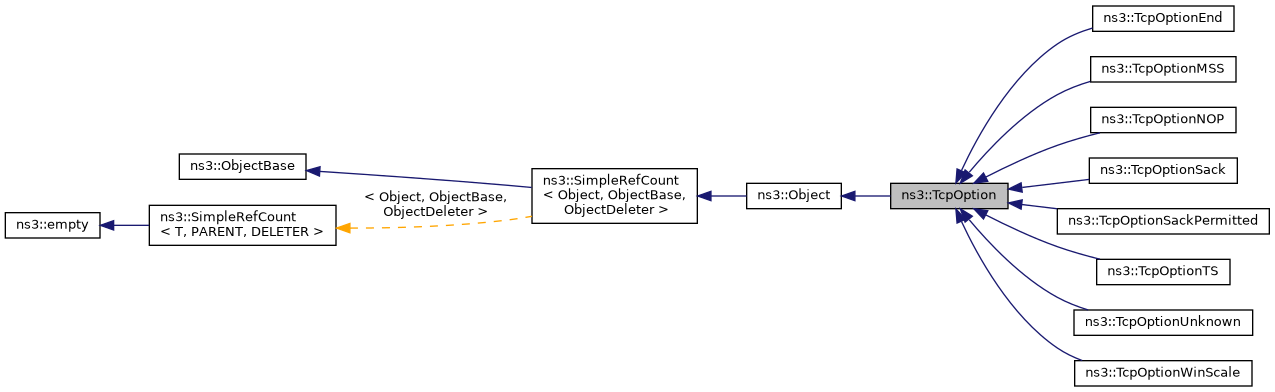 ns3::TcpOptionEnd
ns3::TcpOptionMSS
ns3::TcpOptionNOP
ns3::ObjectBase
ns3::TcpOptionSack
ns3::SimpleRefCount
< Object, ObjectBase,
ObjectDeleter >
< Object, ObjectBase,
ObjectDeleter >
ns3::Object
ns3::TcpOption
ns3::empty
ns3::SimpleRefCount
< T, PARENT, DELETER >
ns3::TcpOptionSackPermitted
ns3::TcpOptionTS
ns3::TcpOptionUnknown
ns3::TcpOptionWinScale